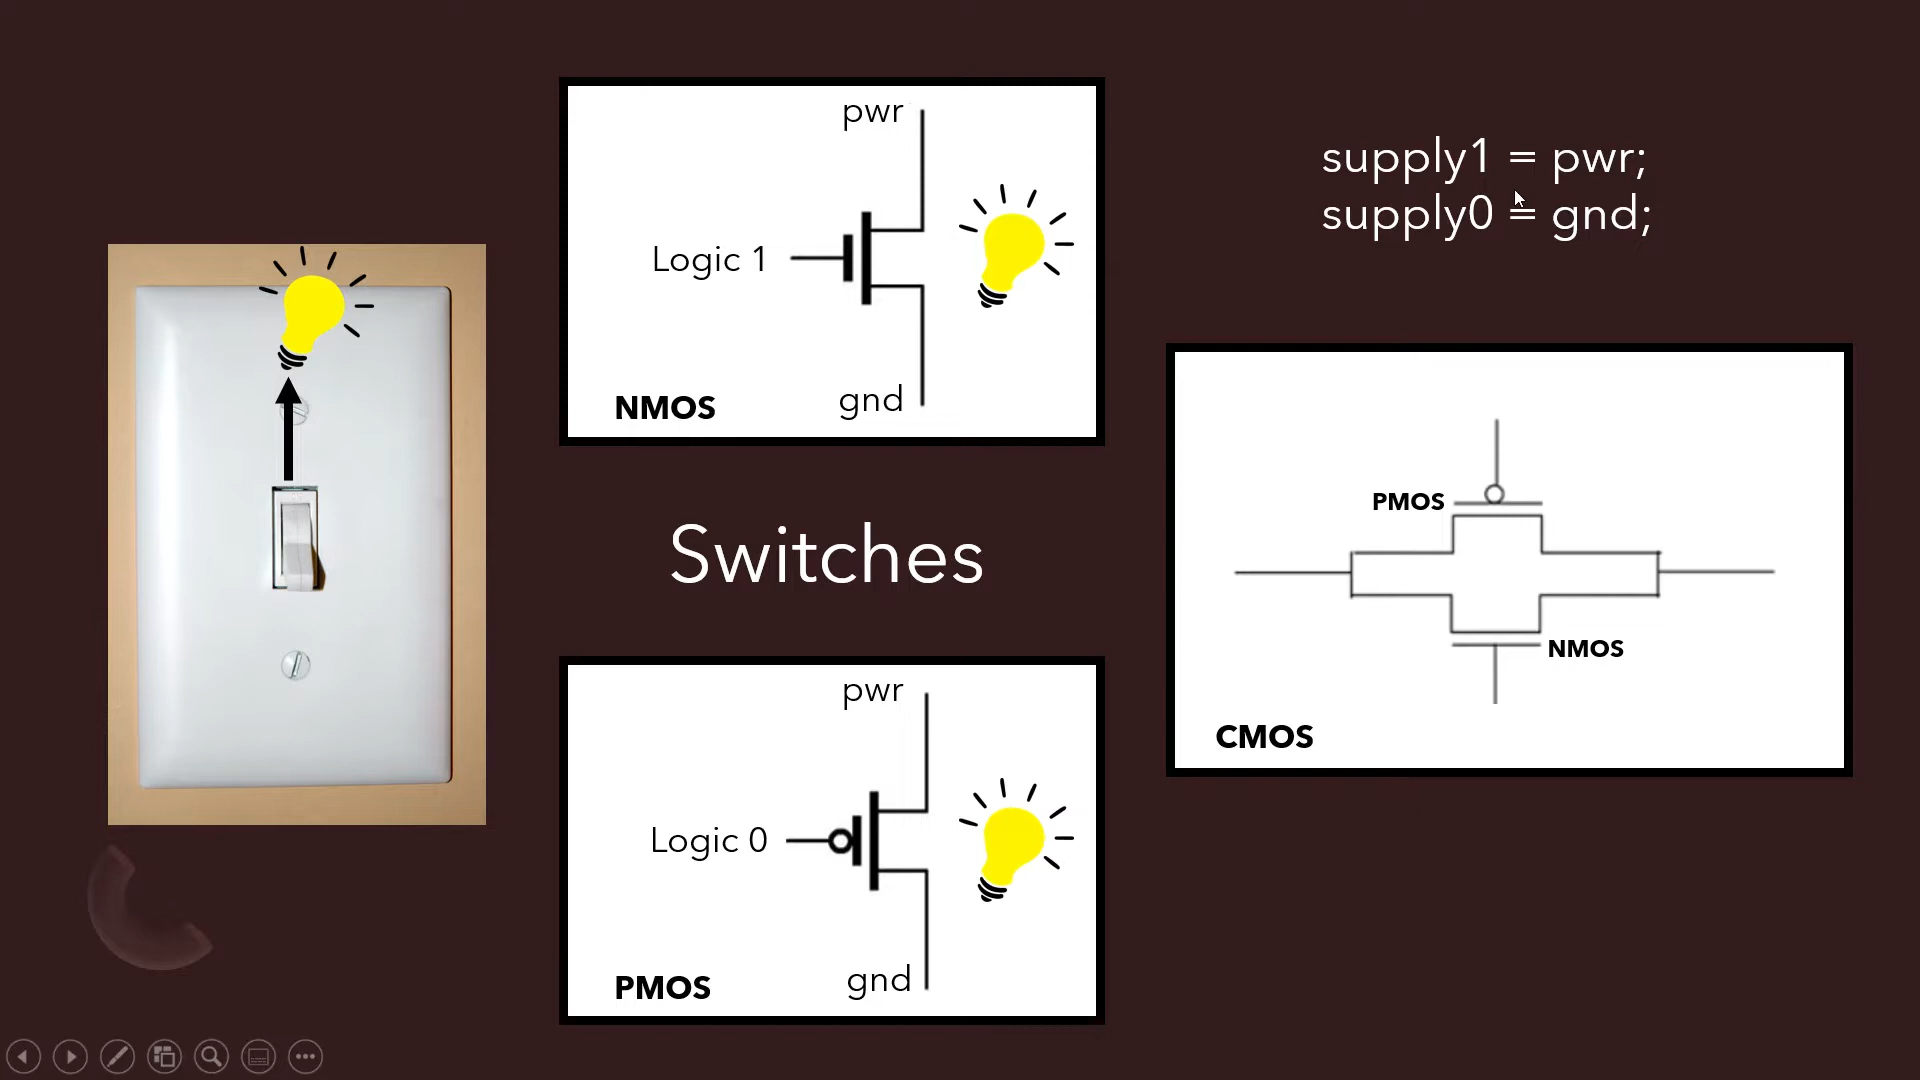 pwr
Logic 1
gnd
NMOS
supply1 = pwr;
supply0 = gnd;
Switches
PMOS
NMOS
CMOS
pwr
Logic 0
gnd
PMOS